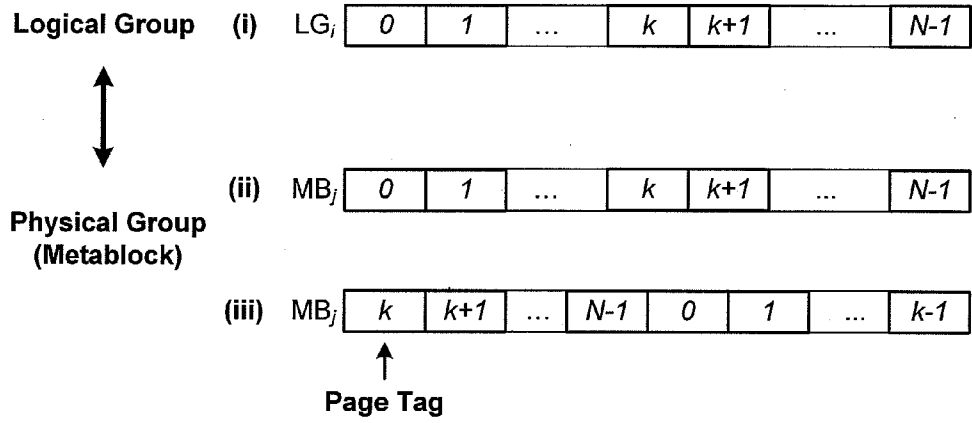 Logical Group (i) LGi 0 1 ... k k+1 ... N-1
(ii) MBj 0 1 ... k k+1 ... N-1
Physical Group
(Metablock)
(iii) MBj k k+1 ... N-1 0 1 ... k-1
Page Tag